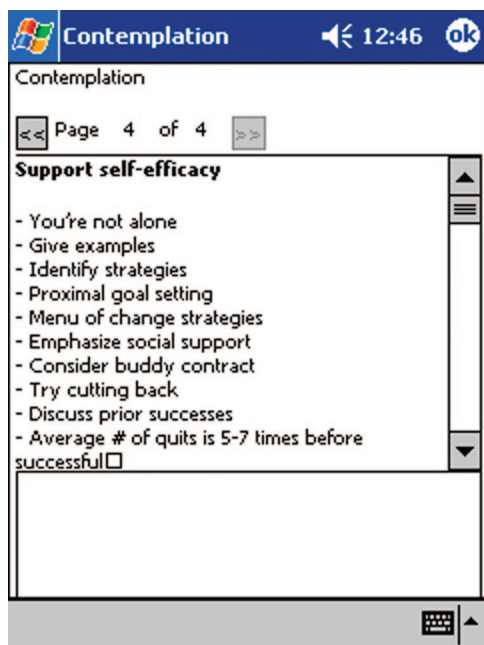 Contemplation 12:46 ok
Contemplation
<< Page 4 of 4 >>
Support self-efficacy
- You're not alone
- Give examples
- Identify strategies
- Proximal goal setting
- Menu of change strategies
- Emphasize social support
- Consider buddy contract
- Try cutting back
- Discuss prior successes
- Average # of quits is 5-7 times before
successful□